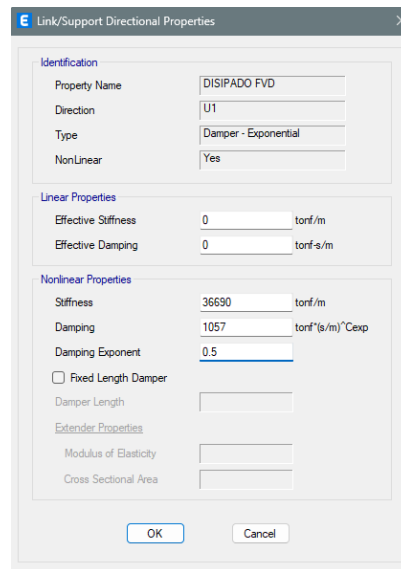 E Link/Support Directional Properties
Identification
Property Name DISIPADO FVD
Direction U1
Type Damper - Exponential
NonLinear Yes
Linear Properties
Effective Stiffness 0 tonf/m
Effective Damping 0 tonf-s/m
Nonlinear Properties
Stiffness 36690 tonf/m
Damping 1057 tonf*(s/m)^Cexp
Damping Exponent 0.5
Fixed Length Damper
Damper Length
Extender Properties
Modulus of Elasticity
Cross Sectional Area
OK Cancel